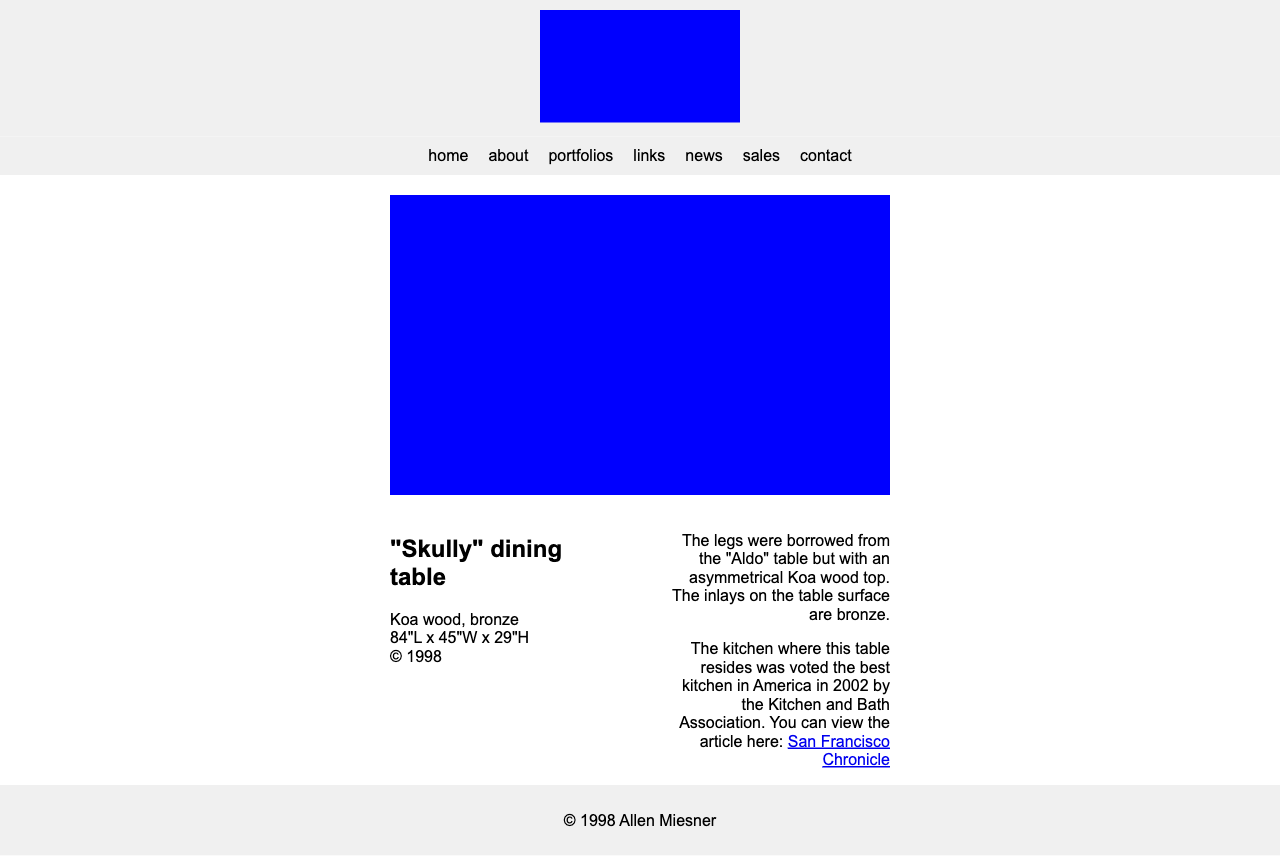 home about portfolios links news sales contact
"Skully" dining
table
Koa wood, bronze
84"L x 45"W x 29"H
© 1998
The legs were borrowed from
the "Aldo" table but with an
asymmetrical Koa wood top.
The inlays on the table surface
are bronze.
The kitchen where this table
resides was voted the best
kitchen in America in 2002 by
the Kitchen and Bath
Association. You can view the
article here: San Francisco
Chronicle
© 1998 Allen Miesner